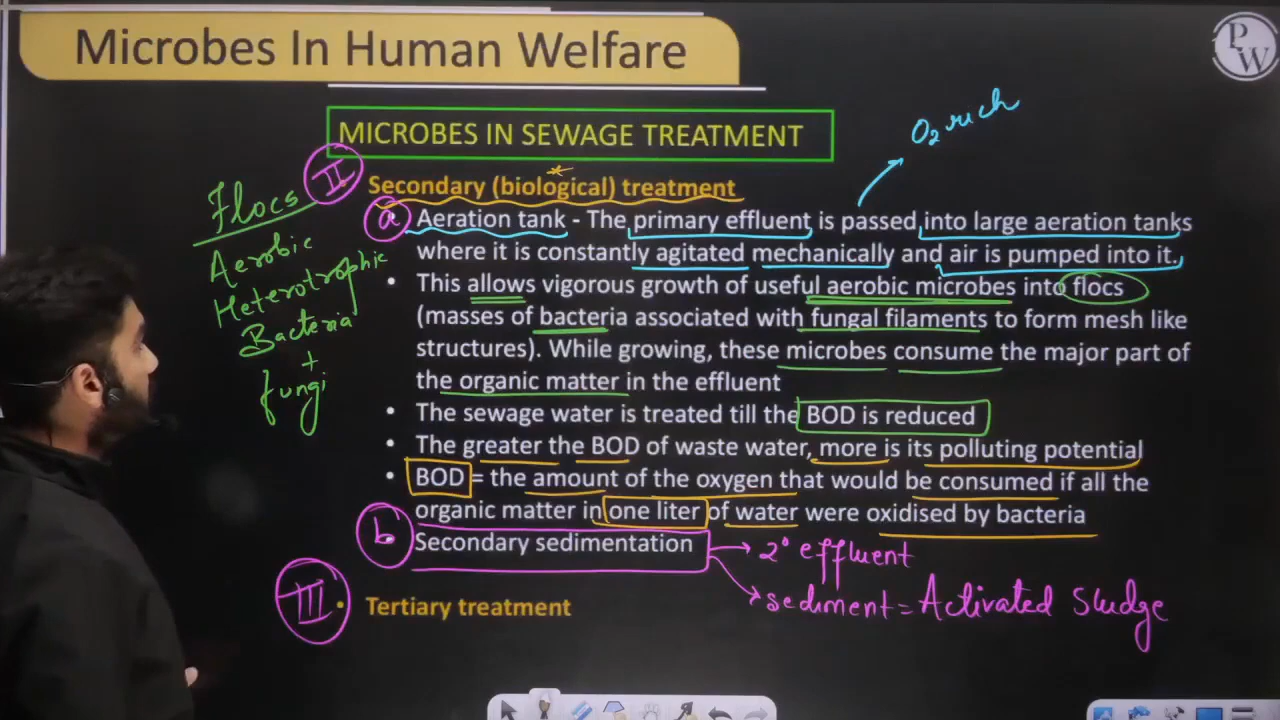 Microbes In Human Welfare
PW
MICROBES IN SEWAGE TREATMENT
O2 rich
II
Secondary (biological) treatment
Flocs
Aerobic
Heterotrophic
Bacteria
+
fungi
a
Aeration tank - The primary effluent is passed into large aeration tanks
where it is constantly agitated mechanically and air is pumped into it.
• This allows vigorous growth of useful aerobic microbes into flocs
(masses of bacteria associated with fungal filaments to form mesh like
structures). While growing, these microbes consume the major part of
the organic matter in the effluent
• The sewage water is treated till the BOD is reduced
• The greater the BOD of waste water, more is its polluting potential
• BOD = the amount of the oxygen that would be consumed if all the
organic matter in one liter of water were oxidised by bacteria
b Secondary sedimentation
→ 2° effluent
→ sediment = Activated Sludge
III • Tertiary treatment